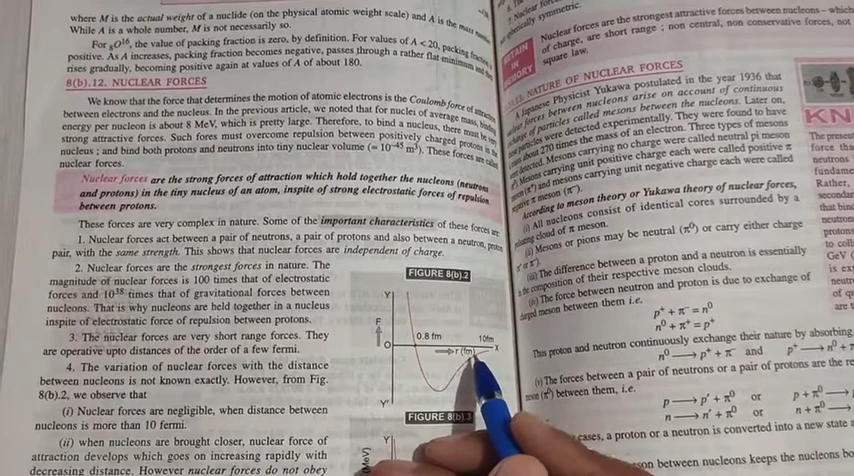 where M is the actual weight of a nuclide (on the physical atomic weight scale) and A is the mass
While A is a whole number, M is not necessarily so.
For ₈O¹⁶, the value of packing fraction is zero, by definition. For values of A < 20, packing
positive. As A increases, packing fraction becomes negative, passes through a rather flat minimum and
rises gradually, becoming positive again at values of A of about 180.
8(b).12. NUCLEAR FORCES
We know that the force that determines the motion of atomic electrons is the Coulomb force of
between electrons and the nucleus. In the previous article, we noted that for nuclei of average mass,
energy per nucleon is about 8 MeV, which is pretty large. Therefore, to bind a nucleus, there must be
strong attractive forces. Such forces must overcome repulsion between positively charged protons in the
nucleus ; and bind both protons and neutrons into tiny nuclear volume (≈ 10⁻⁴⁵ m³). These forces are
nuclear forces.
Nuclear forces are the strong forces of attraction which hold together the nucleons (neutrons
and protons) in the tiny nucleus of an atom, inspite of strong electrostatic forces of repulsion
between protons.
These forces are very complex in nature. Some of the important characteristics of these forces are
1. Nuclear forces act between a pair of neutrons, a pair of protons and also between a neutron, proton
pair, with the same strength. This shows that nuclear forces are independent of charge.
2. Nuclear forces are the strongest forces in nature. The
magnitude of nuclear forces is 100 times that of electrostatic
forces and 10³⁸ times that of gravitational forces between
nucleons. That is why nucleons are held together in a nucleus
inspite of electrostatic force of repulsion between protons.
3. The nuclear forces are very short range forces. They
are operative upto distances of the order of a few fermi.
4. The variation of nuclear forces with the distance
between nucleons is not known exactly. However, from Fig.
8(b).2, we observe that
(i) Nuclear forces are negligible, when distance between
nucleons is more than 10 fermi.
(ii) when nucleons are brought closer, nuclear force of
attraction develops which goes on increasing rapidly with
decreasing distance. However nuclear forces do not obey
FIGURE 8(b).2
Y
F
0.8 fm
10fm
O
r (fm)
X
Y'
FIGURE 8(b).3
Y
(MeV)
spherically symmetric.
RETAIN IN MEMORY
Nuclear forces are the strongest attractive forces between nucleons – which
of charge, are short range ; non central, non conservative forces, not
square law.
NATURE OF NUCLEAR FORCES
A Japanese Physicist Yukawa postulated in the year 1936 that
forces between nucleons arise on account of continuous
of particles called mesons between the nucleons. Later on,
particles were detected experimentally. They were found to have
about 270 times the mass of an electron. Three types of mesons
detected. Mesons carrying no charge were called neutral pi meson
Mesons carrying unit positive charge each were called positive π
meson (π⁺) and mesons carrying unit negative charge each were called
negative π meson (π⁻).
According to meson theory or Yukawa theory of nuclear forces,
(i) All nucleons consist of identical cores surrounded by a
cloud of π meson.
(ii) Mesons or pions may be neutral (π⁰) or carry either charge
(iii) The difference between a proton and a neutron is essentially
the composition of their respective meson clouds.
The force between neutron and proton is due to exchange of
charged meson between them i.e.
p⁺ + π⁻ = n⁰
n⁰ + π⁺ = p⁺
Thus proton and neutron continuously exchange their nature by absorbing
n⁰ ⟶ p⁺ + π⁻ and p⁺ ⟶ n⁰ +
(v) The forces between a pair of neutrons or a pair of protons are the
(π⁰) between them, i.e.
p ⟶ p' + π⁰ or p + π⁰ ⟶
n ⟶ n' + π⁰ or n + π⁰ ⟶
cases, a proton or a neutron is converted into a new state
between nucleons keeps the nucleons
KN
The present
force
neutrons
fundame
Rather,
secondar
that bind
neutron
protons
to coll
GeV (
is
neutr
of
are